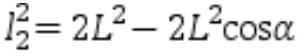 l₂² = 2L² − 2L²cosα